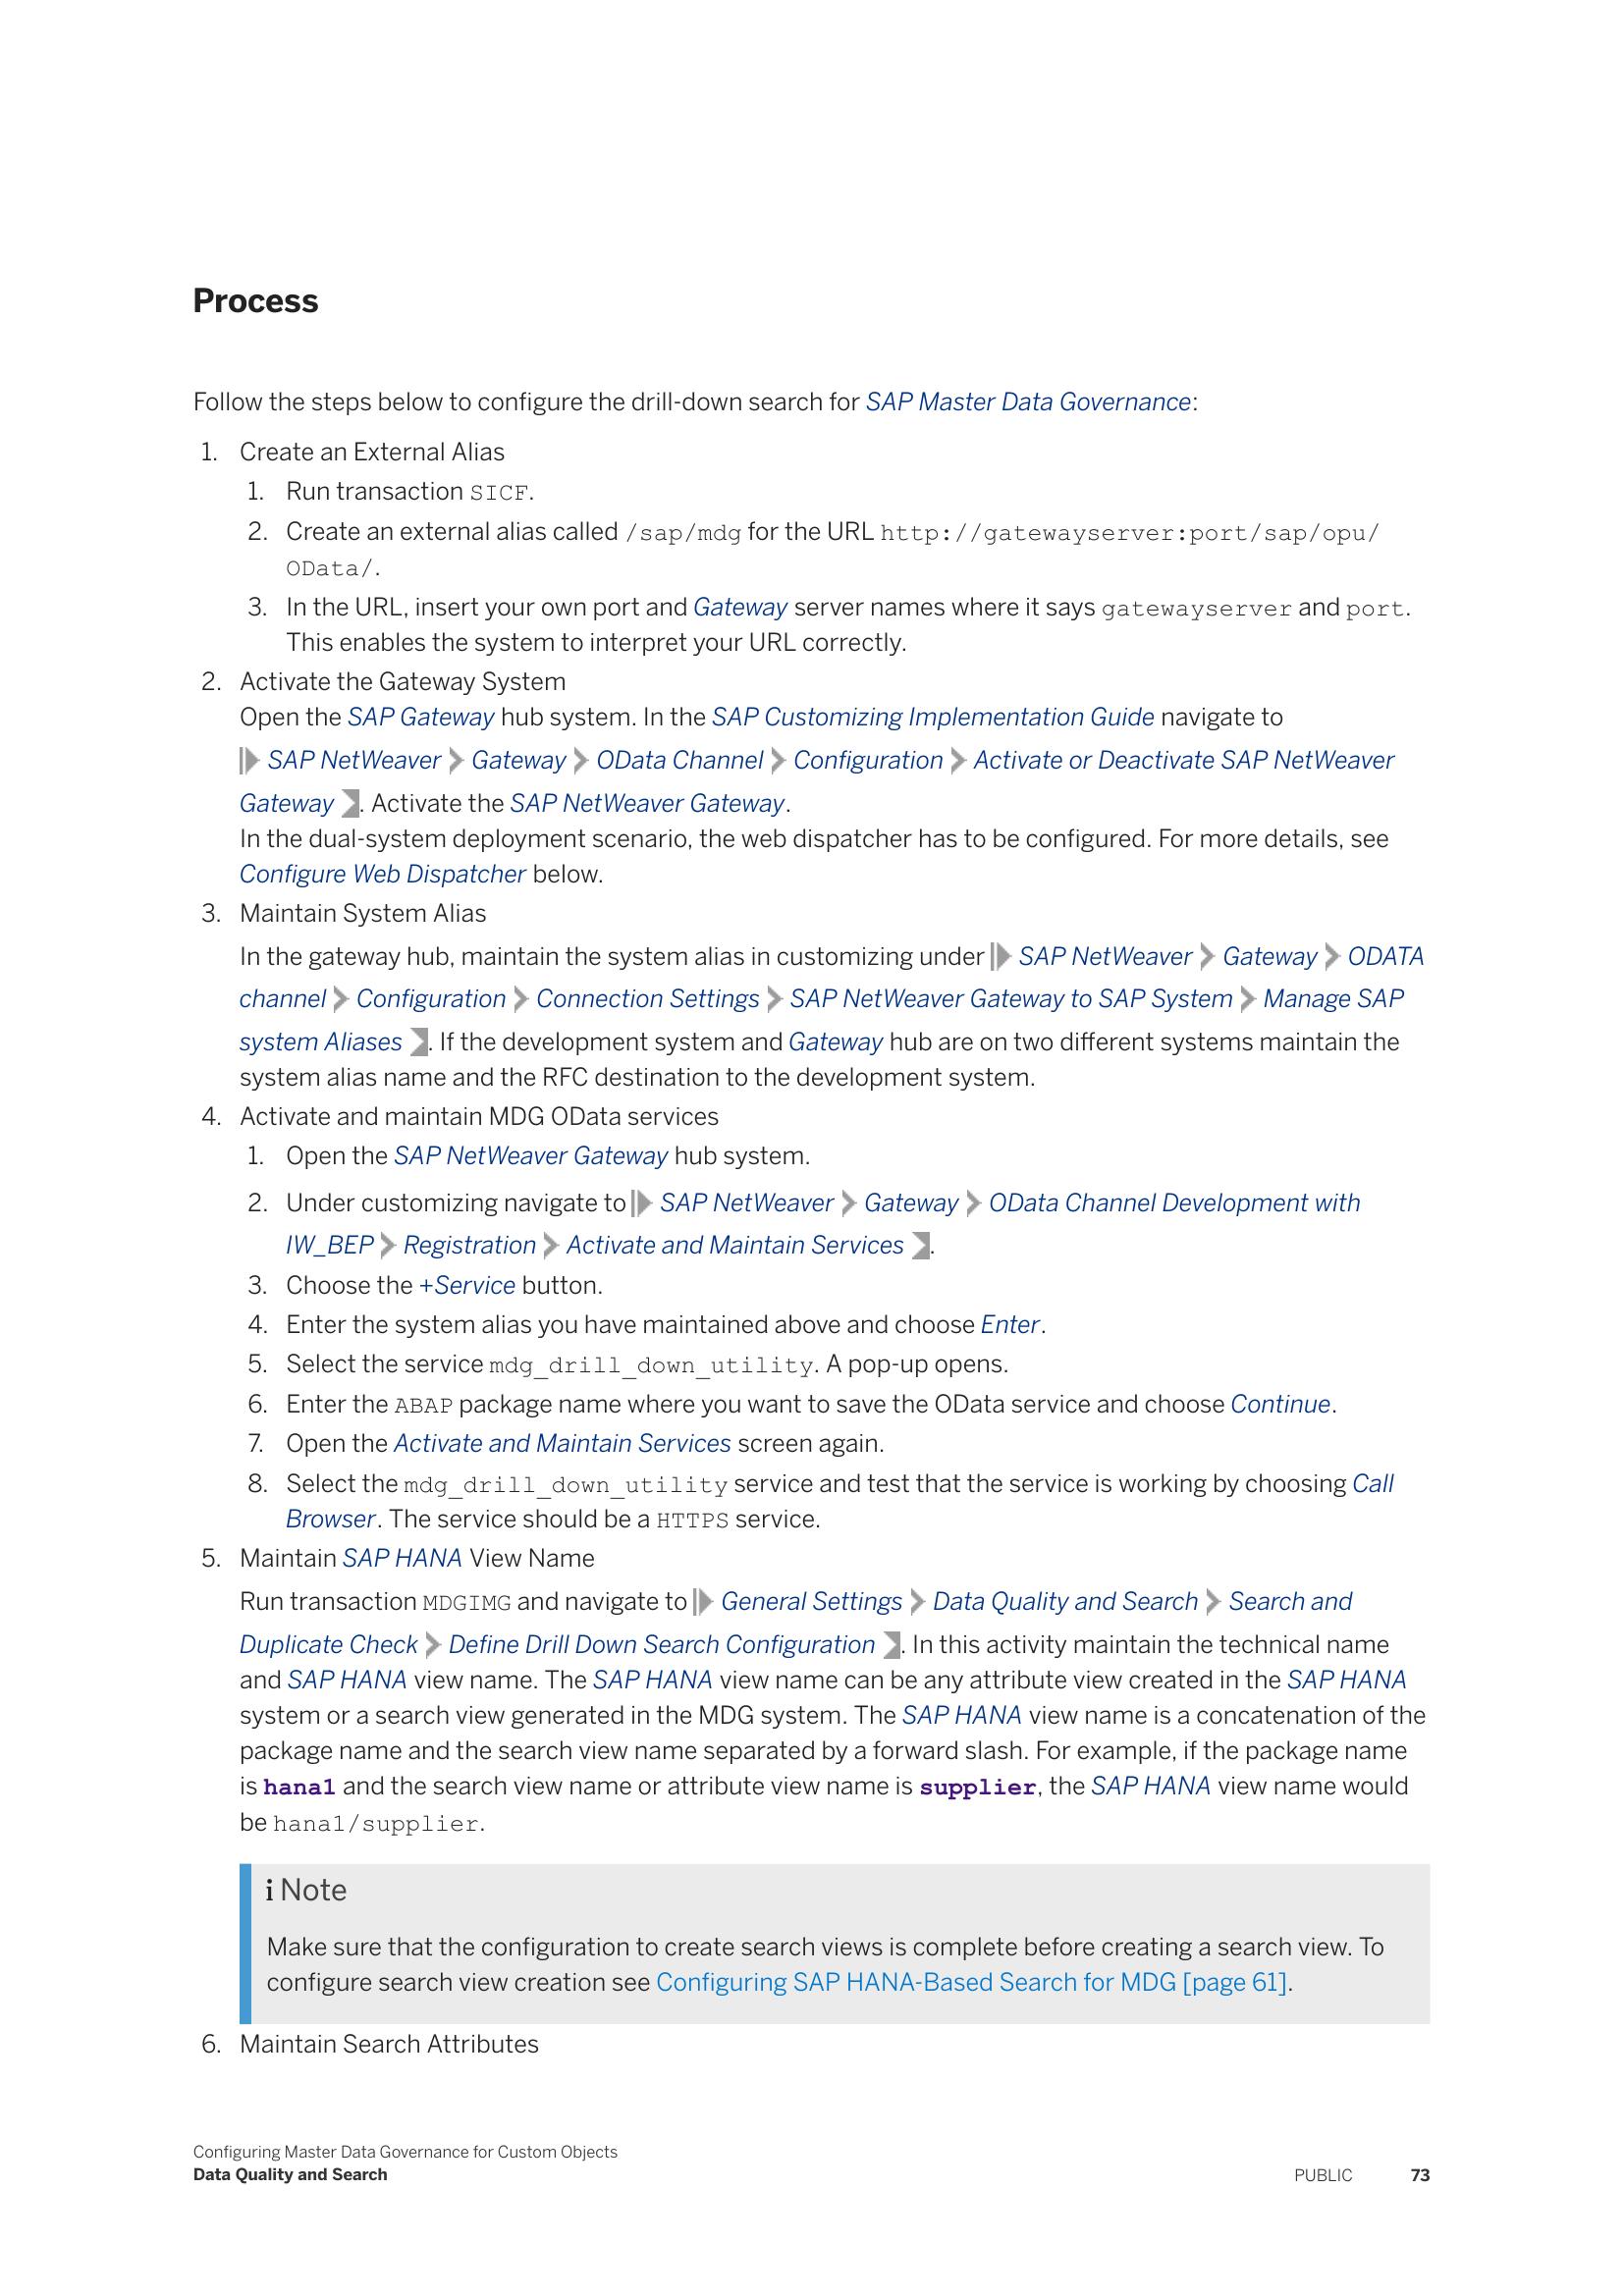 Process
Follow the steps below to configure the drill-down search for SAP Master Data Governance:
1. Create an External Alias
1. Run transaction SICF.
2. Create an external alias called /sap/mdg for the URL http://gatewayserver:port/sap/opu/
OData/.
3. In the URL, insert your own port and Gateway server names where it says gatewayserver and port.
This enables the system to interpret your URL correctly.
2. Activate the Gateway System
Open the SAP Gateway hub system. In the SAP Customizing Implementation Guide navigate to
SAP NetWeaver > Gateway > OData Channel > Configuration > Activate or Deactivate SAP NetWeaver
Gateway. Activate the SAP NetWeaver Gateway.
In the dual-system deployment scenario, the web dispatcher has to be configured. For more details, see
Configure Web Dispatcher below.
3. Maintain System Alias
In the gateway hub, maintain the system alias in customizing under SAP NetWeaver > Gateway > ODATA
channel > Configuration > Connection Settings > SAP NetWeaver Gateway to SAP System > Manage SAP
system Aliases. If the development system and Gateway hub are on two different systems maintain the
system alias name and the RFC destination to the development system.
4. Activate and maintain MDG OData services
1. Open the SAP NetWeaver Gateway hub system.
2. Under customizing navigate to SAP NetWeaver > Gateway > OData Channel Development with
IW_BEP > Registration > Activate and Maintain Services.
3. Choose the +Service button.
4. Enter the system alias you have maintained above and choose Enter.
5. Select the service mdg_drill_down_utility. A pop-up opens.
6. Enter the ABAP package name where you want to save the OData service and choose Continue.
7. Open the Activate and Maintain Services screen again.
8. Select the mdg_drill_down_utility service and test that the service is working by choosing Call
Browser. The service should be a HTTPS service.
5. Maintain SAP HANA View Name
Run transaction MDGIMG and navigate to General Settings > Data Quality and Search > Search and
Duplicate Check > Define Drill Down Search Configuration. In this activity maintain the technical name
and SAP HANA view name. The SAP HANA view name can be any attribute view created in the SAP HANA
system or a search view generated in the MDG system. The SAP HANA view name is a concatenation of the
package name and the search view name separated by a forward slash. For example, if the package name
is hana1 and the search view name or attribute view name is supplier, the SAP HANA view name would
be hana1/supplier.
i Note
Make sure that the configuration to create search views is complete before creating a search view. To
configure search view creation see Configuring SAP HANA-Based Search for MDG [page 61].
6. Maintain Search Attributes
Configuring Master Data Governance for Custom Objects
Data Quality and Search PUBLIC 73